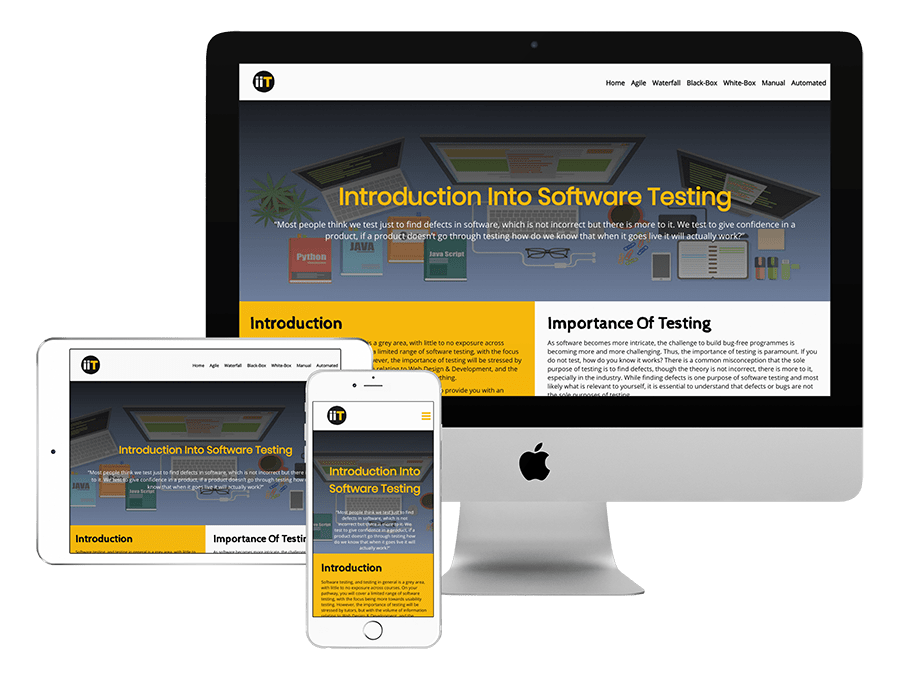 iiT
Home Agile Waterfall Black-Box White-Box Manual Automated
Introduction Into Software Testing
“Most people think we test just to find defects in software, which is not incorrect but there is more to it. We test to give confidence in a
product, if a product doesn't go through testing how do we know that when it goes live it will actually work?”
Python
JAVA
Java Script
Introduction
is a grey area, with little to no exposure across
a limited range of software testing, with the focus
however, the importance of testing will be stressed by
relating to Web Design & Development, and the
thing.
to provide you with an
Importance Of Testing
As software becomes more intricate, the challenge to build bug-free programmes is
becoming more and more challenging. Thus, the importance of testing is paramount. If you
do not test, how do you know it works? There is a common misconception that the sole
purpose of testing is to find defects, though the theory is not incorrect, there is more to it,
especially in the industry. While finding defects is one purpose of software testing and most
likely what is relevant to yourself, it is essential to understand that defects or bugs are not
the sole purposes of testing.
iiT
Home Agile Waterfall Black-Box White-Box Manual Automated
Introduction Into Software Testing
“Most people think we test just to find defects in software, which is not incorrect but there
to it. We test to give confidence in a product, if a product doesn't go through testing how
know that when it goes live it will actually work?”
JAVA
Java Script
Introduction
Software testing, and testing in general is a grey area, with little to
Importance Of Testin
As software becomes more intricate, the challen
iiT
Introduction Into
Software Testing
“Most people think we test just to find
defects in software, which is not
incorrect but there is more to it. We
test to give confidence in a product, if a
product doesn't go through testing how
do we know that when it goes live it will
actually work?”
Introduction
Software testing, and testing in general is a grey area,
with little to no exposure across courses. On your
pathway, you will cover a limited range of software
testing, with the focus being more towards usability
testing. However, the importance of testing will be
stressed by tutors, but with the volume of information
relating to Web Design & Development, and the